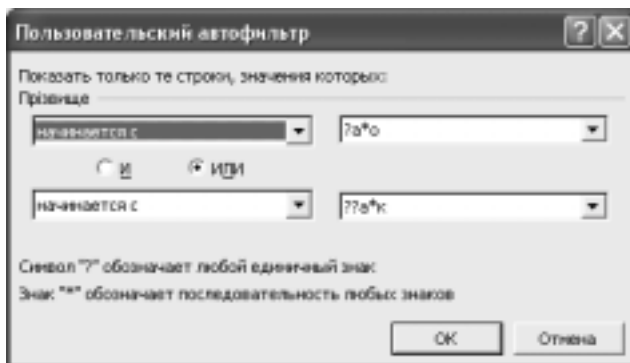 Пользовательский автофильтр
Показать только те строки, значения которых:
Прізвище
начинается с ?а*о
И ИЛИ
начинается с ??а*к
Символ "?" обозначает любой единичный знак
Знак "*" обозначает последовательность любых знаков
ОК Отмена